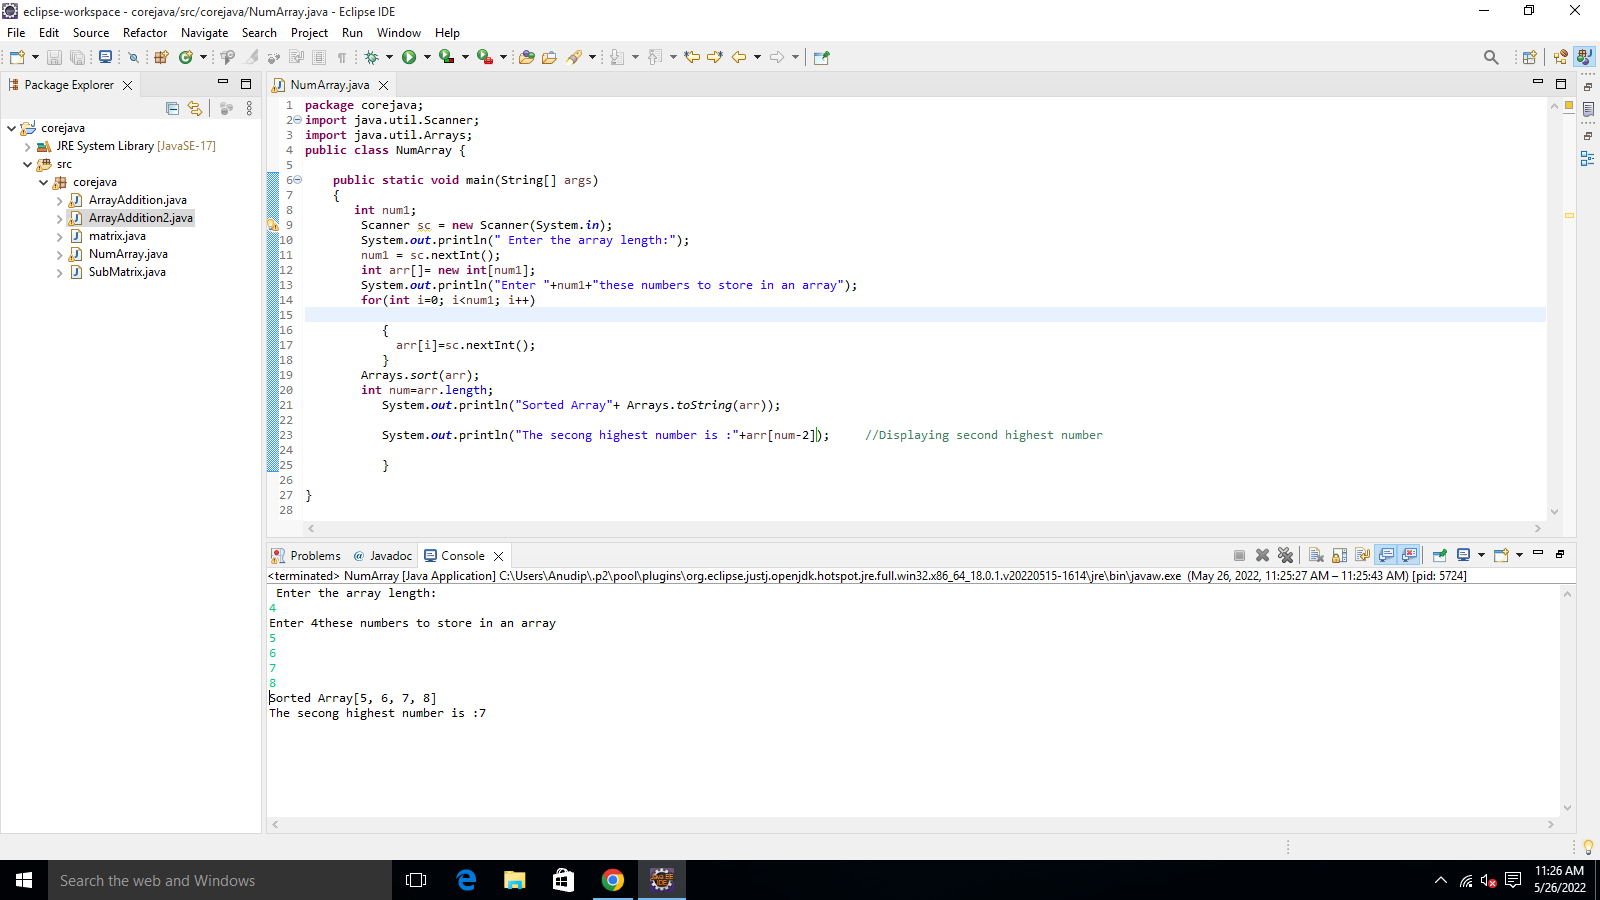 eclipse-workspace - corejava/src/corejava/NumArray.java - Eclipse IDE
File Edit Source Refactor Navigate Search Project Run Window Help
Package Explorer
corejava
JRE System Library [JavaSE-17]
src
corejava
ArrayAddition.java
ArrayAddition2.java
matrix.java
NumArray.java
SubMatrix.java
NumArray.java
1 package corejava;
2 import java.util.Scanner;
3 import java.util.Arrays;
4 public class NumArray {
5
6 public static void main(String[] args)
7 {
8 int num1;
9 Scanner sc = new Scanner(System.in);
10 System.out.println(" Enter the array length:");
11 num1 = sc.nextInt();
12 int arr[]= new int[num1];
13 System.out.println("Enter "+num1+"these numbers to store in an array");
14 for(int i=0; i<num1; i++)
15
16 {
17 arr[i]=sc.nextInt();
18 }
19 Arrays.sort(arr);
20 int num=arr.length;
21 System.out.println("Sorted Array"+ Arrays.toString(arr));
22
23 System.out.println("The secong highest number is :"+arr[num-2]); //Displaying second highest number
24
25 }
26
27 }
28
Problems @ Javadoc Console
<terminated> NumArray [Java Application] C:\Users\Anudip\.p2\pool\plugins\org.eclipse.justj.openjdk.hotspot.jre.full.win32.x86_64_18.0.1.v20220515-1614\jre\bin\javaw.exe (May 26, 2022, 11:25:27 AM – 11:25:43 AM) [pid: 5724]
Enter the array length:
4
Enter 4these numbers to store in an array
5
6
7
8
Sorted Array[5, 6, 7, 8]
The secong highest number is :7
Search the web and Windows
11:26 AM
5/26/2022